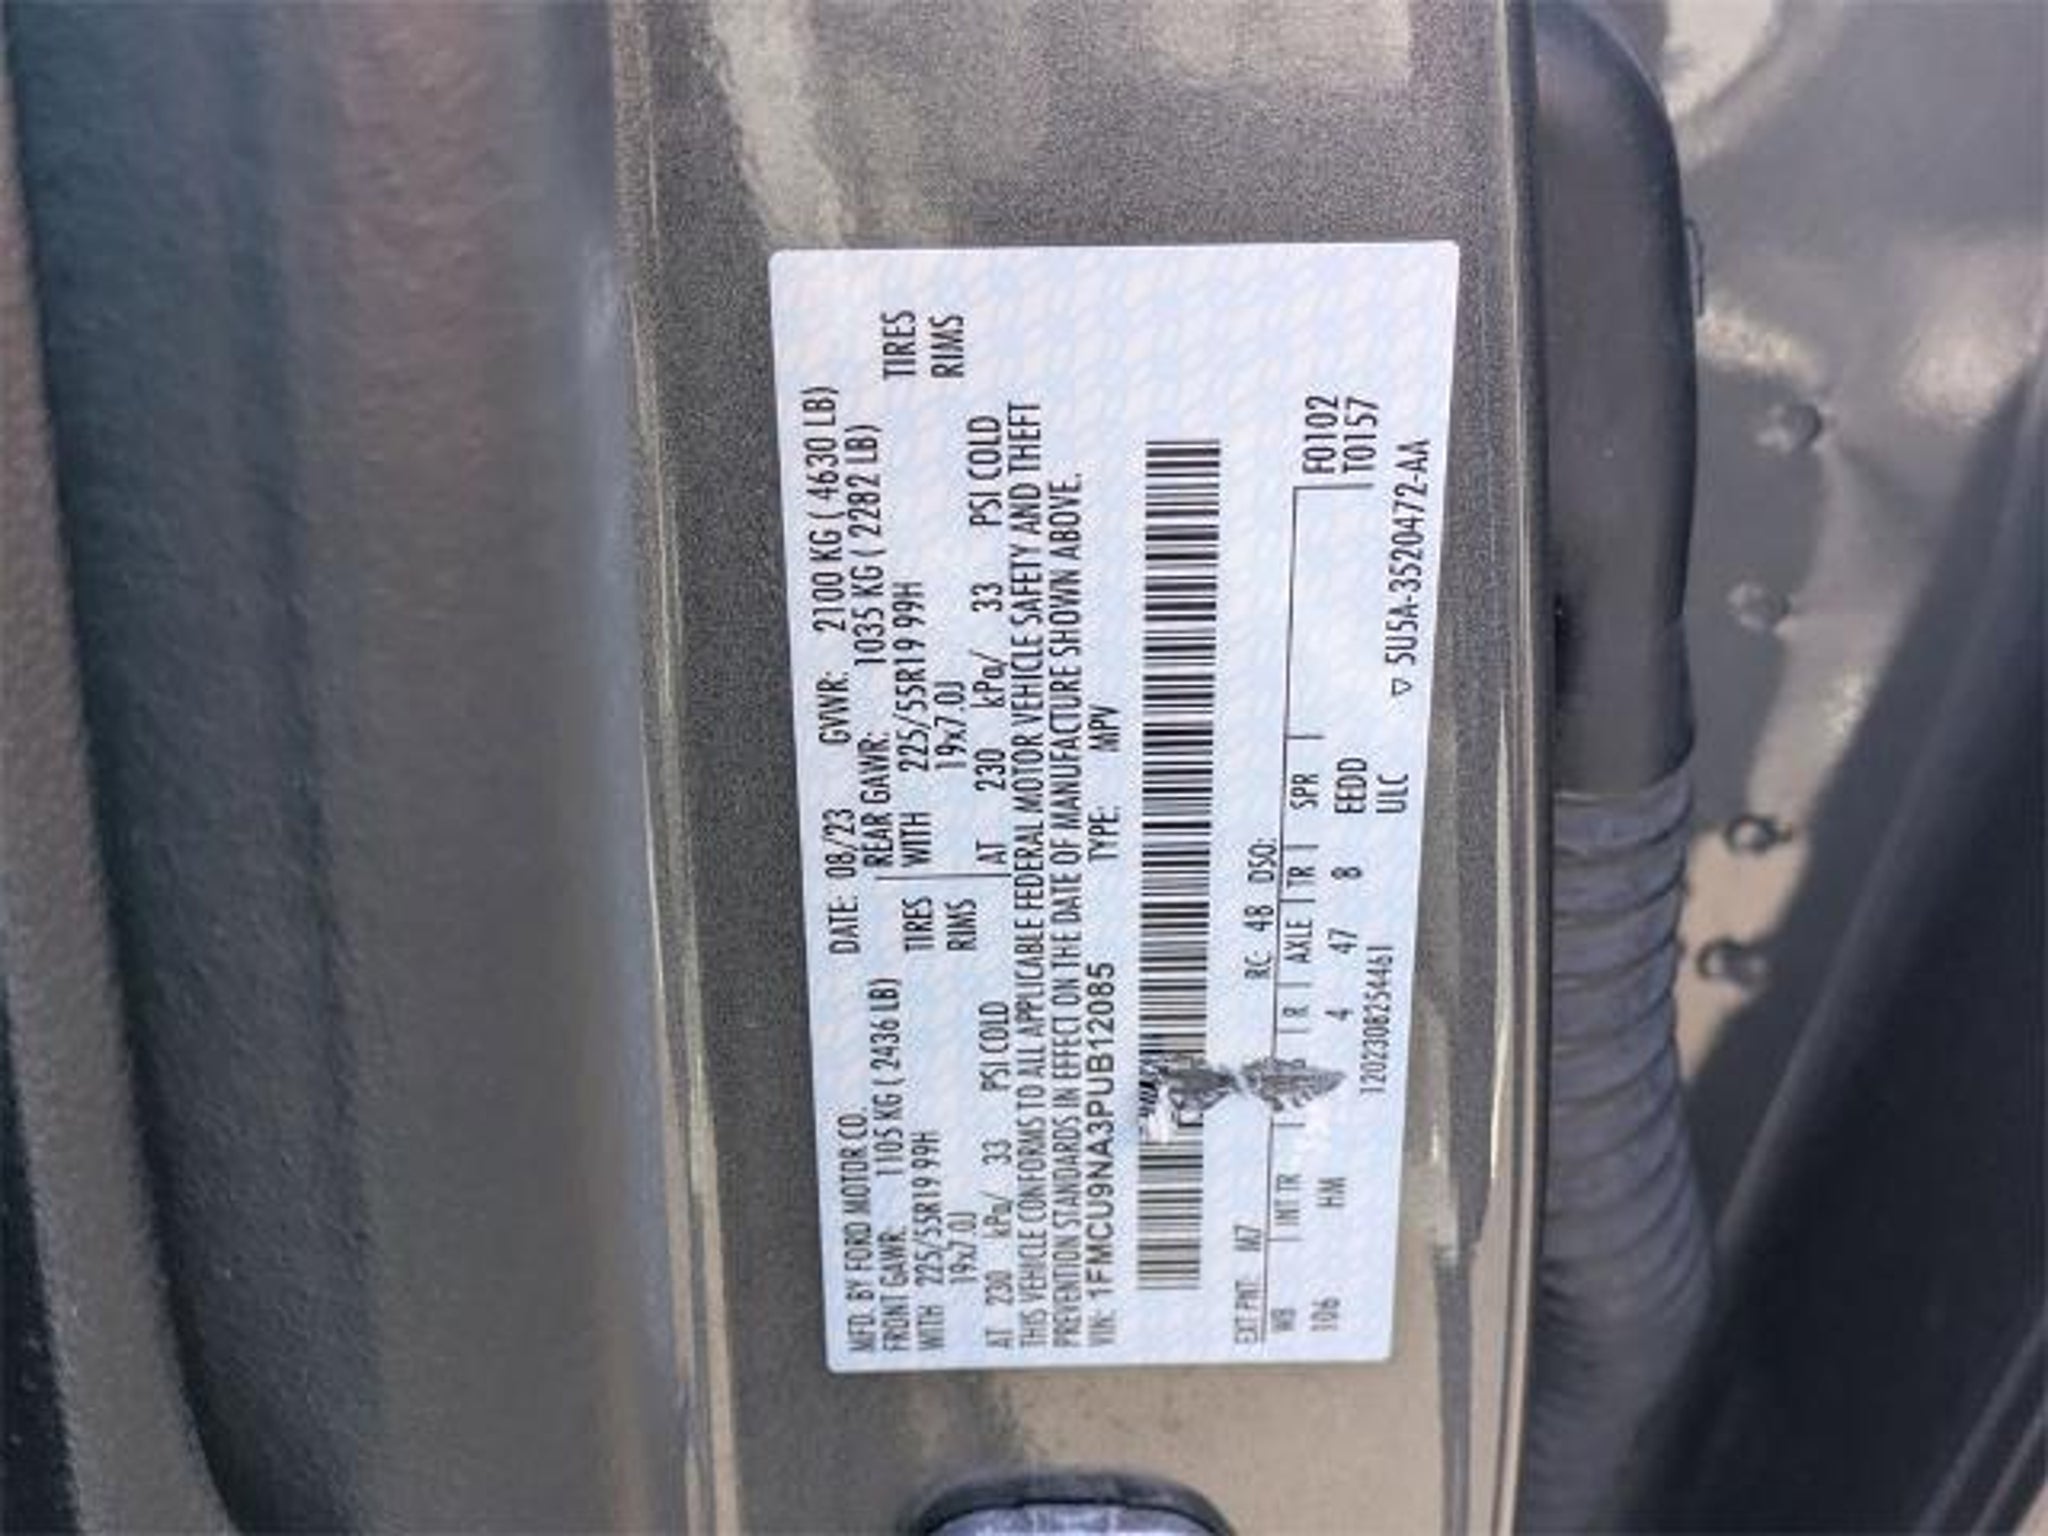 MFD. BY FORD MOTOR CO.
DATE: 08/23 GVWR: 2100 KG ( 4630 LB)
FRONT GAWR: 1105 KG ( 2436 LB) REAR GAWR: 1035 KG ( 2282 LB)
WITH 225/55R19 99H TIRES WITH 225/55R19 99H TIRES
19x7.0J RIMS 19x7.0J RIMS
AT 230 kPa/ 33 PSI COLD AT 230 kPa/ 33 PSI COLD
THIS VEHICLE CONFORMS TO ALL APPLICABLE FEDERAL MOTOR VEHICLE SAFETY AND THEFT
PREVENTION STANDARDS IN EFFECT ON THE DATE OF MANUFACTURE SHOWN ABOVE.
VIN: 1FMCU9NA3PUB12085 TYPE: MPV
EXT PNT M7 RC: 48 DSO: F0102
WB INT TR R AXLE TR SPR T0157
106 HM 4 47 8 EEDD
1202308254461 ULC ▽ 5U5A-3520472-AA